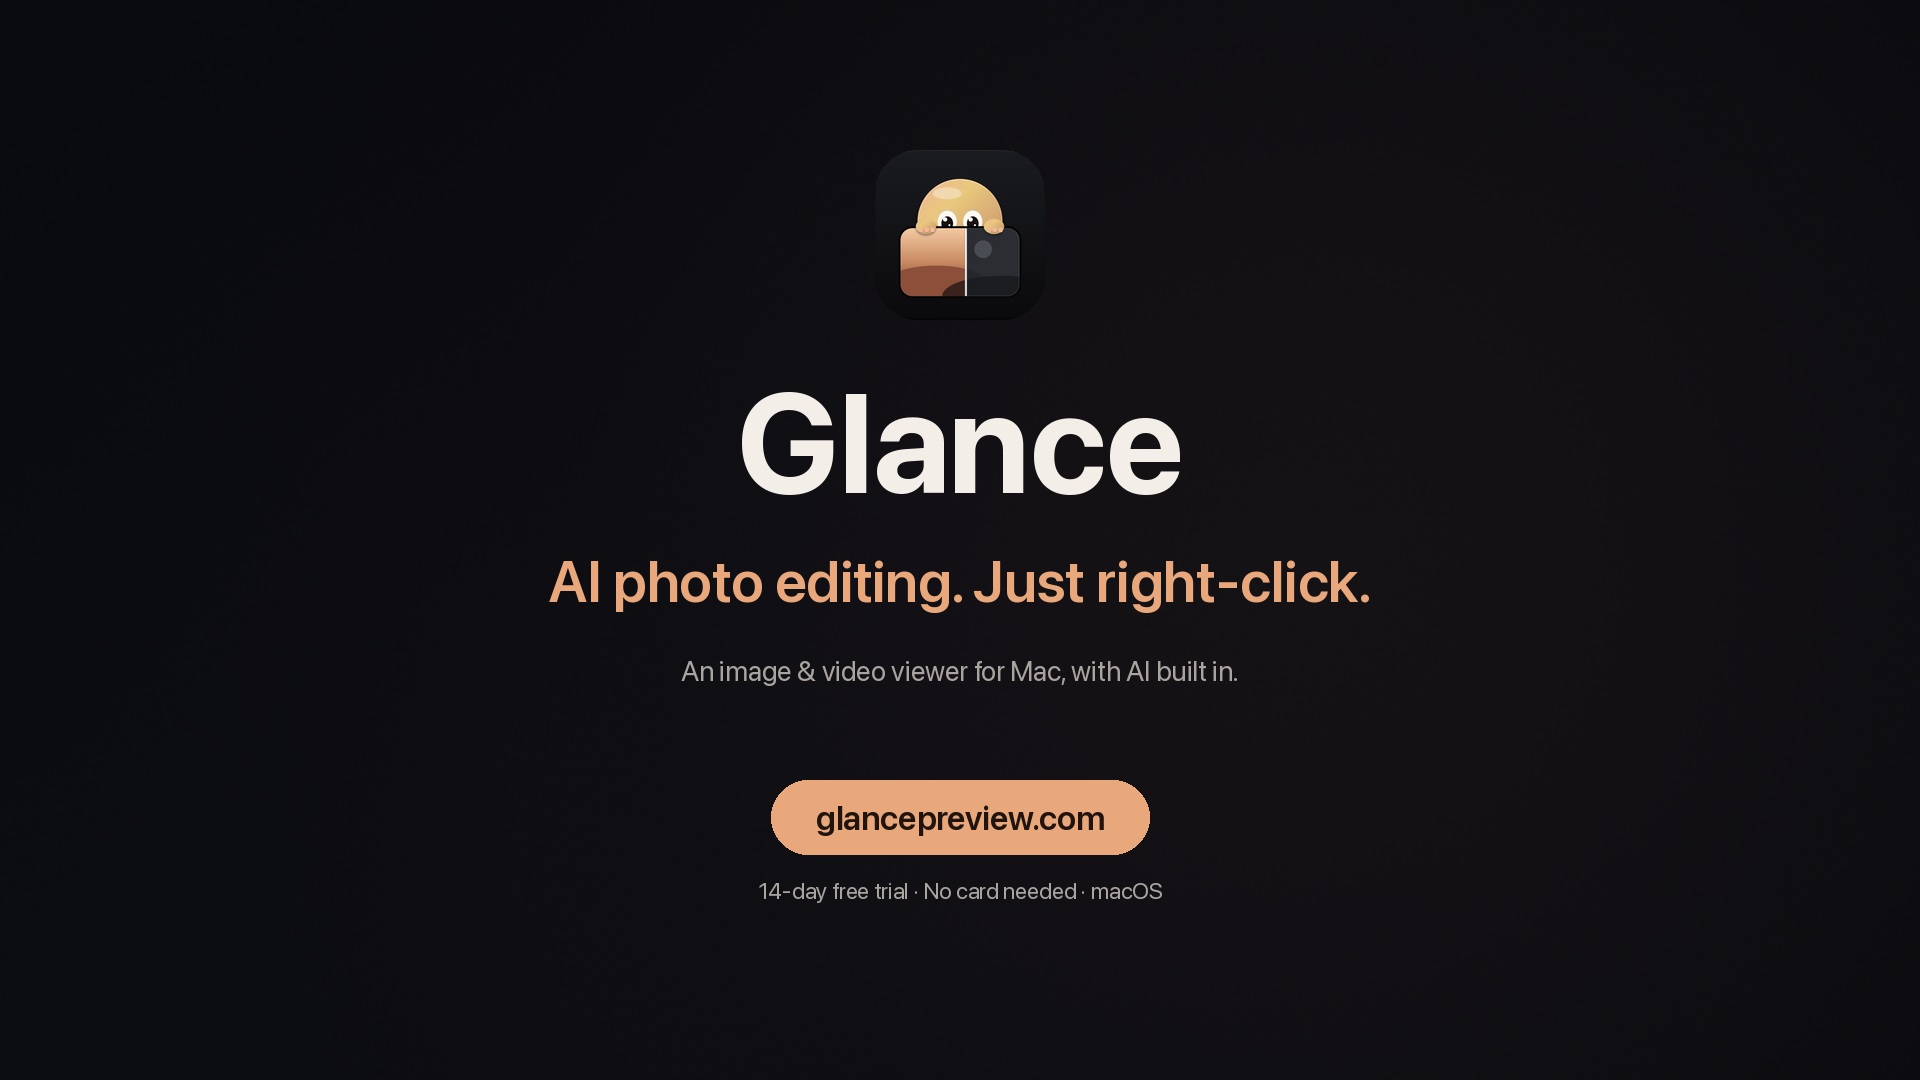 Glance
AI photo editing. Just right-click.
An image & video viewer for Mac, with AI built in.
glancepreview.com
14-day free trial · No card needed · macOS